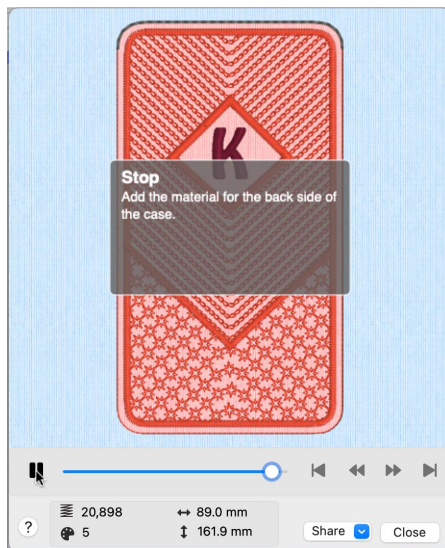 K
Stop
Add the material for the back side of
the case.
20,898
89.0 mm
5
161.9 mm
?
Share
Close